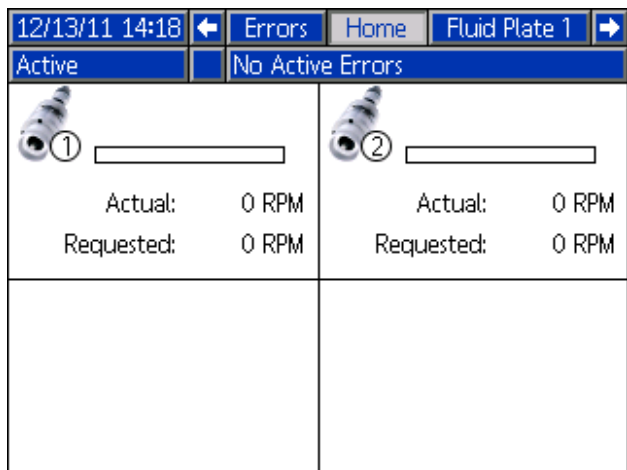 12/13/11 14:18 Errors Home Fluid Plate 1
Active No Active Errors
1 2
Actual: 0 RPM Actual: 0 RPM
Requested: 0 RPM Requested: 0 RPM